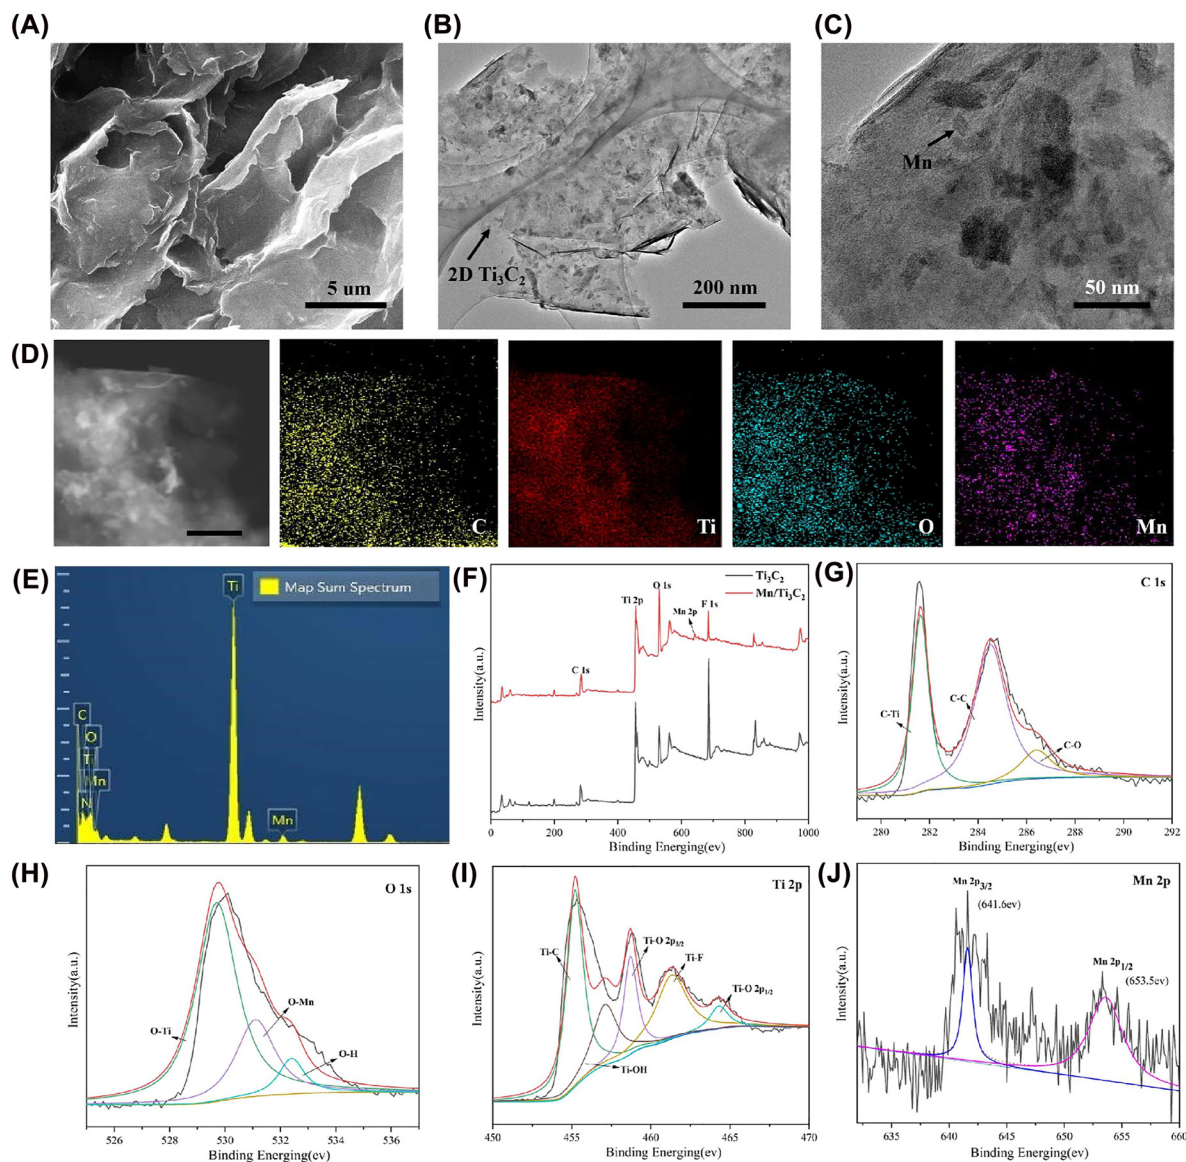 (A)
(B)
(C)
5 um
2D Ti₃C₂
200 nm
Mn
50 nm
(D)
C
Ti
O
Mn
(E)
Ti
Map Sum Spectrum
C
O
Ti
Mn
N
Mn
(F)
Ti₃C₂
Mn/Ti₃C₂
Ti 2p
O 1s
Mn 2p
F 1s
C 1s
Intensity(a.u.)
0 200 400 600 800 1000
Binding Energing(ev)
(G)
C 1s
C-Ti
C-C
C-O
Intensity(a.u.)
280 282 284 286 288 290 292
Binding Energing(ev)
(H)
O 1s
O-Ti
O-Mn
O-H
Intensity(a.u.)
526 528 530 532 534 536
Binding Energing(ev)
(I)
Ti 2p
Ti-C
Ti-O 2p3/2
Ti-F
Ti-O 2p1/2
Ti-OH
Intensity(a.u.)
450 455 460 465 470
Binding Energing(ev)
(J)
Mn 2p
Mn 2p3/2
(641.6ev)
Mn 2p1/2
(653.5ev)
Intensity(a.u.)
635 640 645 650 655 660
Binding Energing(ev)